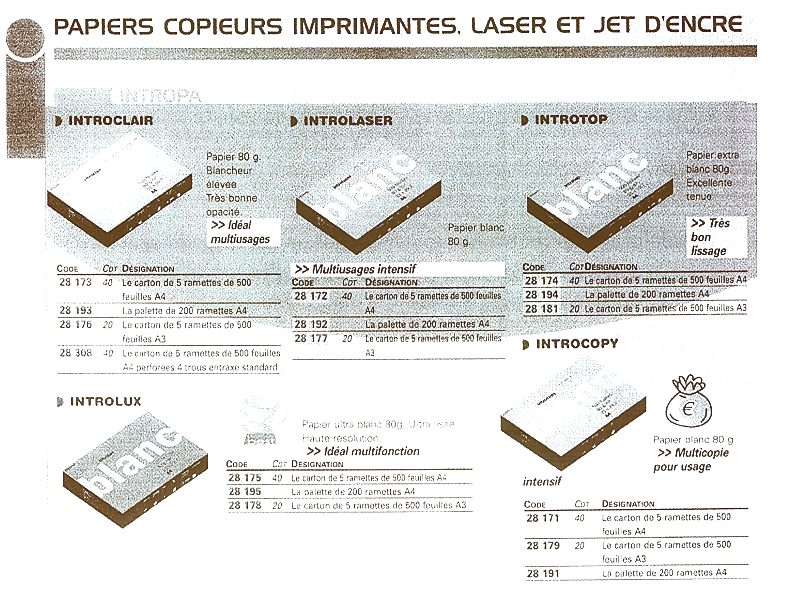 PAPIERS COPIEURS IMPRIMANTES, LASER ET JET D'ENCRE
INTROPA
INTROCLAIR
Papier 80 g.
Blancheur
élevée
Très bonne
opacité.
>> Idéal
multiusages
CODE CDT DÉSIGNATION
28 173 40 Le carton de 5 ramettes de 500
feuilles A4
28 193 La palette de 200 ramettes A4
28 176 20 Le carton de 5 ramettes de 500
feuilles A3
28 308 40 Le carton de 5 ramettes de 500 feuilles
A4 perforées 4 trous entraxe standard
INTROLASER
blanc
Papier blanc
80 g.
>> Multiusages intensif
CODE CDT DÉSIGNATION
28 172 40 Le carton de 5 ramettes de 500 feuilles
A4
28 192 La palette de 200 ramettes A4
28 177 20 Le carton de 5 ramettes de 500 feuilles
A3
INTROTOP
blanc
Papier extra
blanc 80g.
Excellente
tenue
>> Très
bon
lissage
CODE CDT DÉSIGNATION
28 174 40 Le carton de 5 ramettes de 500 feuilles A4
28 194 La palette de 200 ramettes A4
28 181 20 Le carton de 5 ramettes de 500 feuilles A3
INTROLUX
blanc
Papier ultra blanc 80g. Ultra lisse
Haute résolution.
>> Idéal multifonction
CODE CDT DÉSIGNATION
28 175 40 Le carton de 5 ramettes de 500 feuilles A4
28 195 La palette de 200 ramettes A4
28 178 20 Le carton de 5 ramettes de 500 feuilles A3
INTROCOPY
€
Papier blanc 80 g
>> Multicopie
pour usage
intensif
CODE CDT DÉSIGNATION
28 171 40 Le carton de 5 ramettes de 500
feuilles A4
28 179 20 Le carton de 5 ramettes de 500
feuilles A3
28 191 La palette de 200 ramettes A4